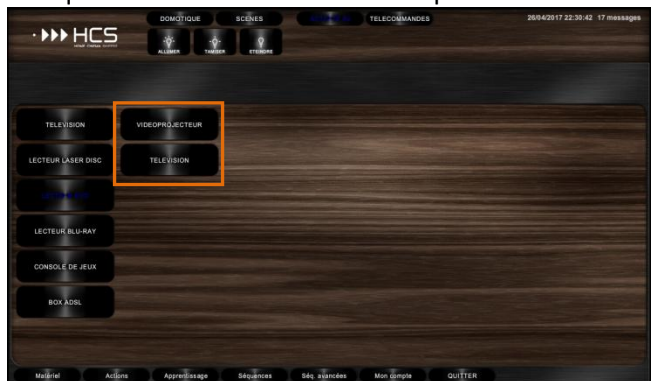 DOMOTIQUE SCENES TELECOMMANDES 26/04/2017 22:30:42 17 messages
HCS
ALLUMER TAMISER ETEINDRE
TELEVISION VIDEOPROJECTEUR
LECTEUR LASER DISC TELEVISION
LECTEUR BLU-RAY
CONSOLE DE JEUX
BOX ADSL
Matériel Actions Apprentissage Séquences Séq. avancées Mon compte QUITTER